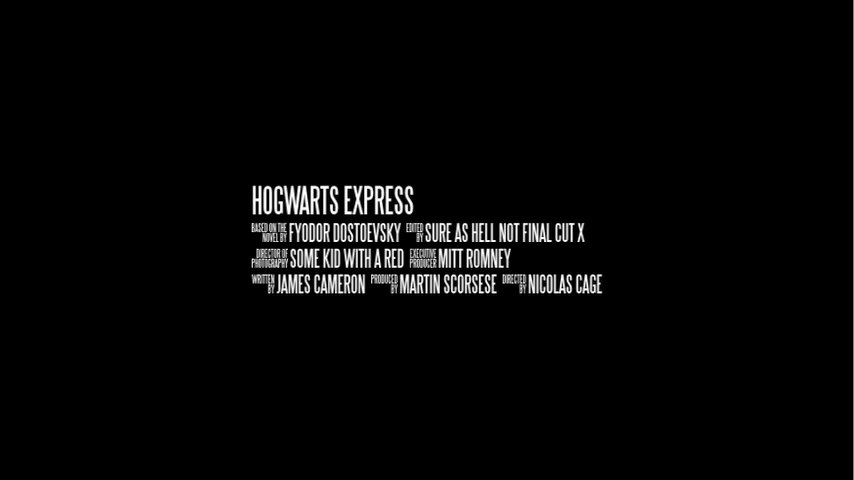 HOGWARTS EXPRESS
BASED ON THE NOVEL BY FYODOR DOSTOEVSKY EDITED BY SURE AS HELL NOT FINAL CUT X
DIRECTOR OF PHOTOGRAPHY SOME KID WITH A RED EXECUTIVE PRODUCER MITT ROMNEY
WRITTEN BY JAMES CAMERON PRODUCED BY MARTIN SCORSESE DIRECTED BY NICOLAS CAGE